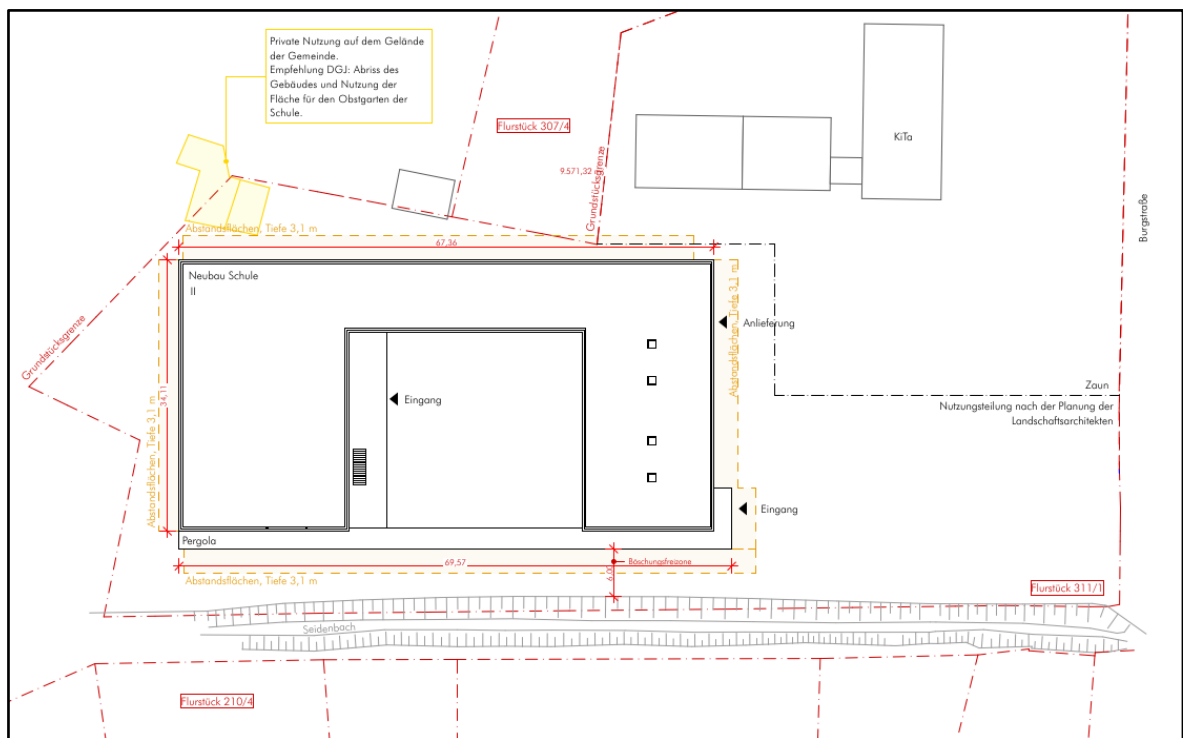 Private Nutzung auf dem Gelände
der Gemeinde.
Empfehlung DGJ: Abriss des
Gebäudes und Nutzung der
Fläche für den Obstgarten der
Schule.
Flurstück 307/4
KiTa
9.571,32
Grundstücksgrenze
Burgstraße
Abstandsflächen, Tiefe 3,1 m
67,36
Neubau Schule
II
Anlieferung
Abstandsflächen, Tiefe 3,1 m
Grundstücksgrenze
34,11
Abstandsflächen, Tiefe 3,1 m
Eingang
Zaun
Nutzungsteilung nach der Planung der
Landschaftsarchitekten
Eingang
Pergola
69,57
6,00
Böschungsfreizone
Abstandsflächen, Tiefe 3,1 m
Flurstück 311/1
Seidenbach
Flurstück 210/4